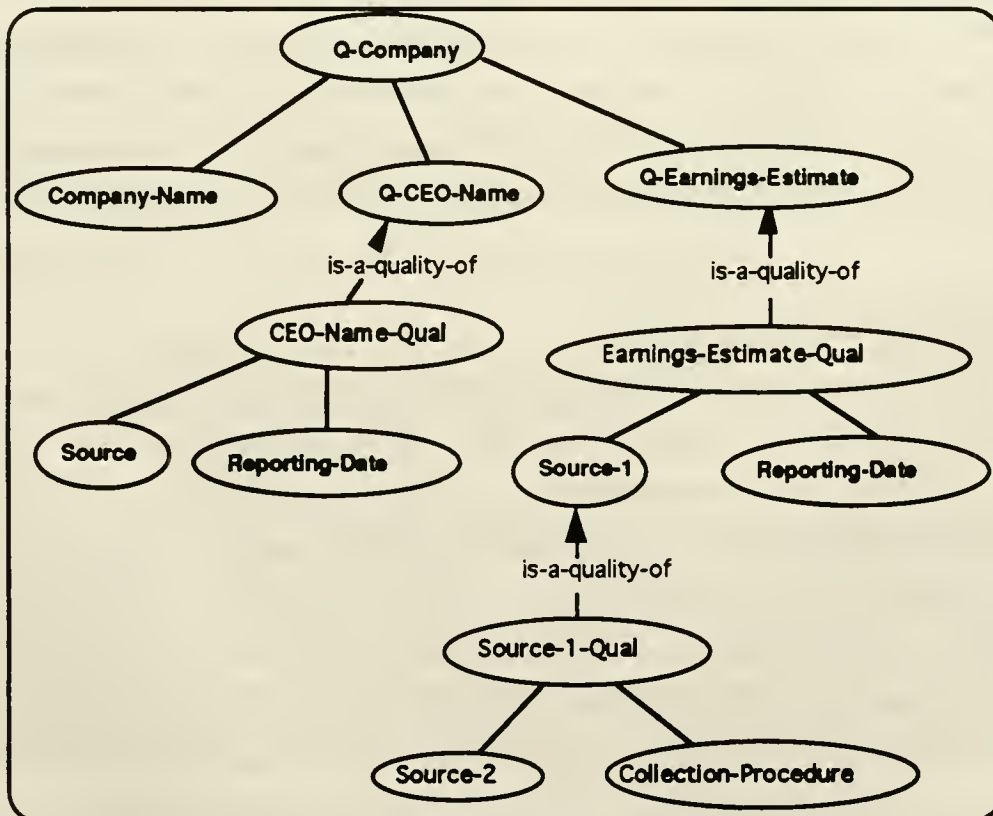 Q-Company
Company-Name
Q-CEO-Name
Q-Earnings-Estimate
is-a-quality-of
is-a-quality-of
CEO-Name-Qual
Earnings-Estimate-Qual
Source
Reporting-Date
Source-1
Reporting-Date
is-a-quality-of
Source-1-Qual
Source-2
Collection-Procedure